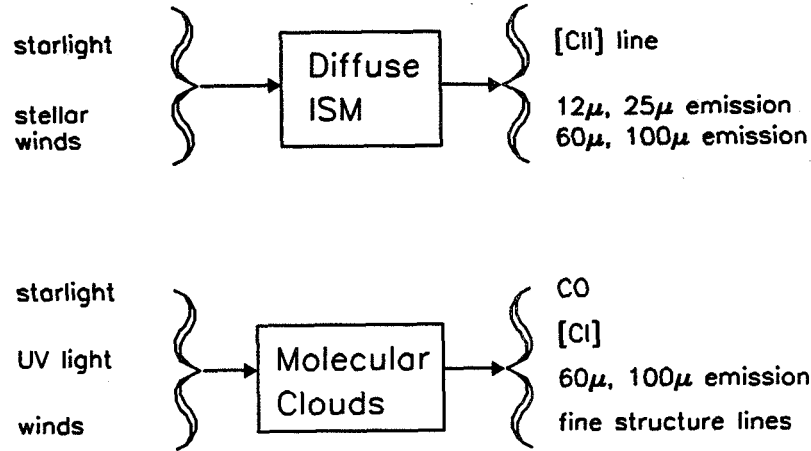 starlight
stellar
winds
Diffuse
ISM
[CII] line
12μ, 25μ emission
60μ, 100μ emission
starlight
UV light
winds
Molecular
Clouds
CO
[CI]
60μ, 100μ emission
fine structure lines